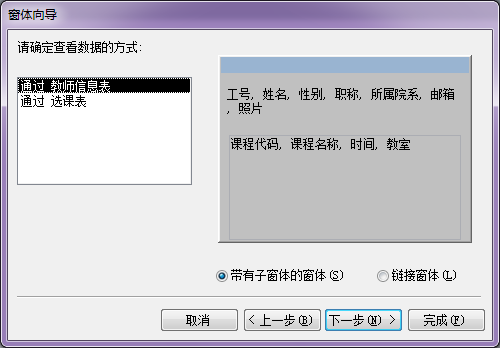 窗体向导
请确定查看数据的方式：
通过 教师信息表
通过 选课表
工号, 姓名, 性别, 职称, 所属院系, 邮箱
, 照片
课程代码, 课程名称, 时间, 教室
带有子窗体的窗体(S)
链接窗体(L)
取消
< 上一步(B)
下一步(N) >
完成(F)